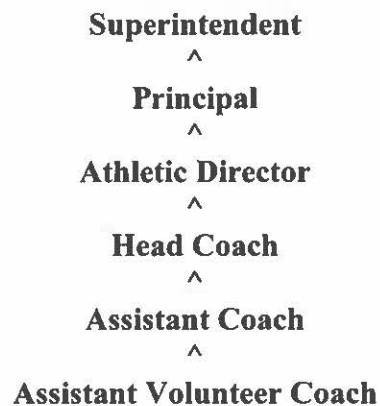 Superintendent
^
Principal
^
Athletic Director
^
Head Coach
^
Assistant Coach
^
Assistant Volunteer Coach